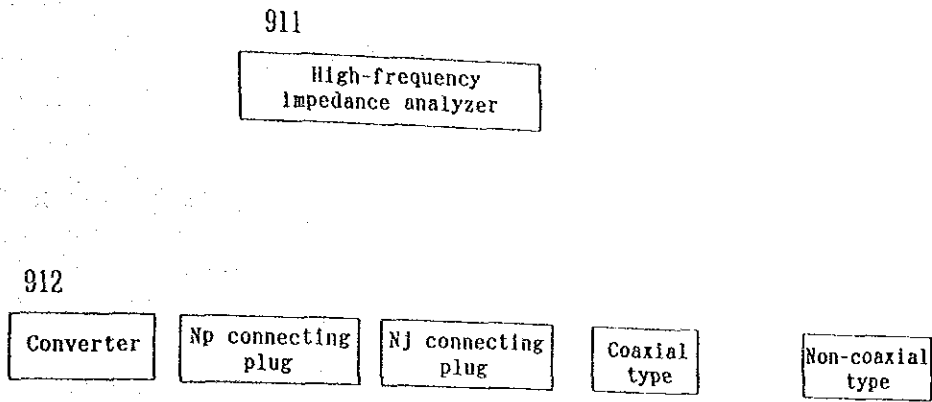 911
High-frequency
Impedance analyzer
912
Converter
Np connecting
plug
Nj connecting
plug
Coaxial
type
Non-coaxial
type